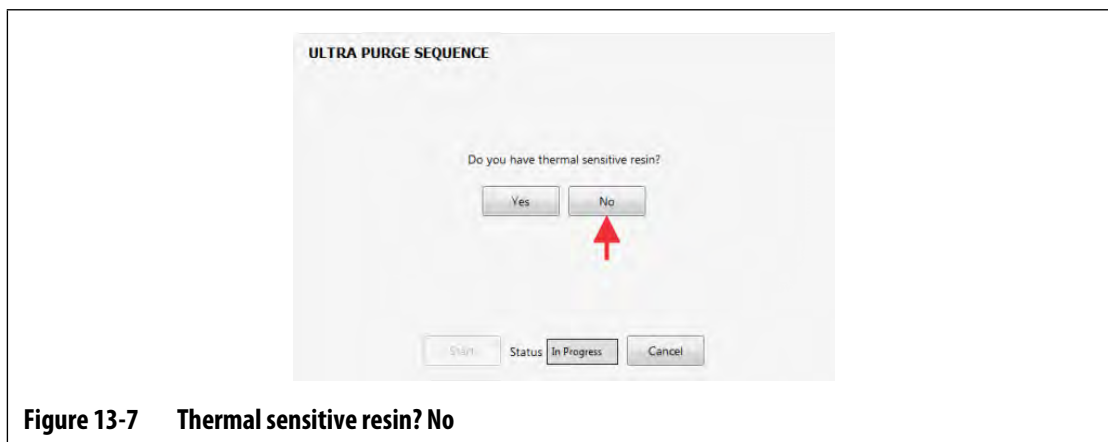 ULTRA PURGE SEQUENCE
Do you have thermal sensitive resin?
Yes No
Start Status In Progress Cancel
Figure 13-7 Thermal sensitive resin? No